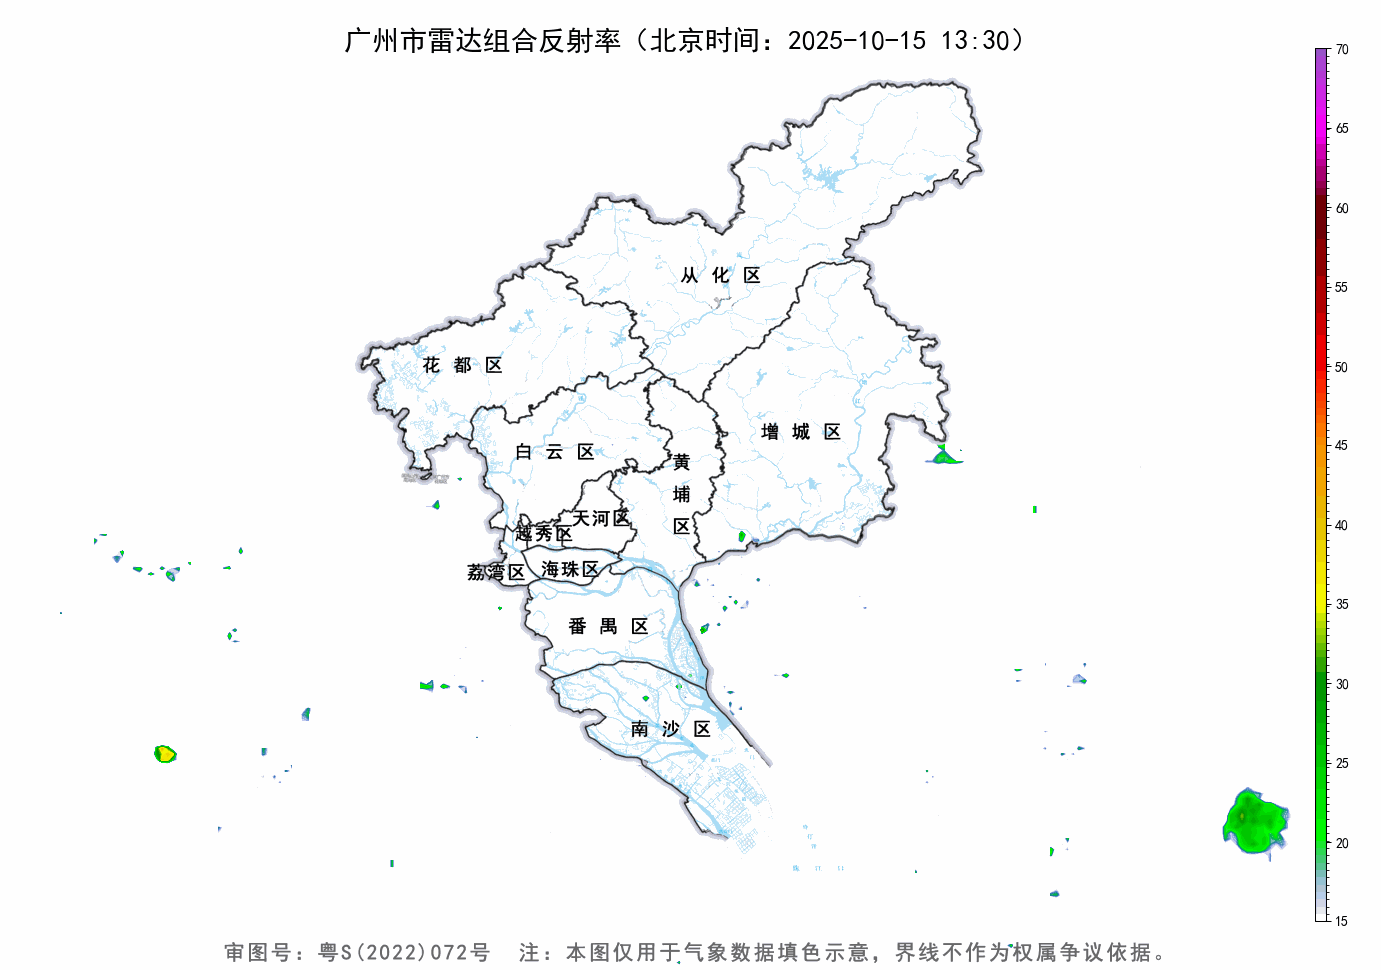 广州市雷达组合反射率（北京时间：2025-10-15 13:30）
70
65
60
55
50
45
40
35
30
25
20
15
从化区
花都区
增城区
白云区
黄埔区
天河区
越秀区
海珠区
荔湾区
番禺区
南沙区
审图号：粤S(2022)072号 注：本图仅用于气象数据填色示意，界线不作为权属争议依据。